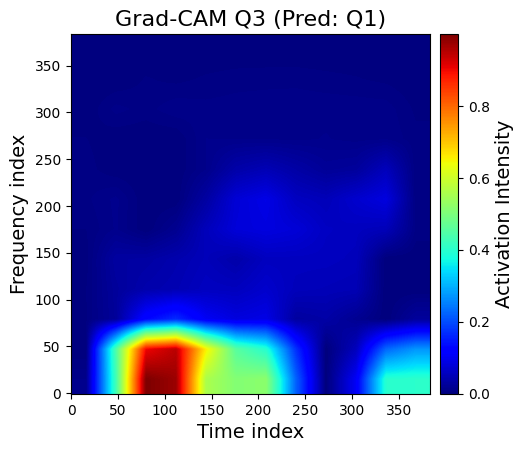 Grad-CAM Q3 (Pred: Q1)
Frequency index
350
300
250
200
150
100
50
0
0 50 100 150 200 250 300 350
Time index
0.8
0.6
0.4
0.2
0.0
Activation Intensity